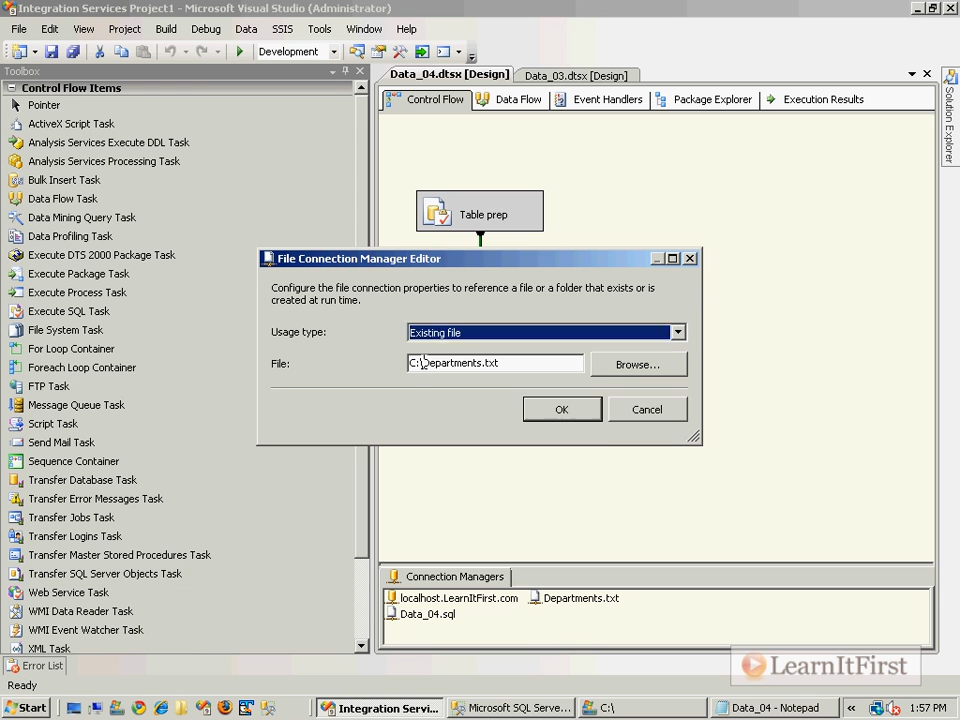 Integration Services Project1 - Microsoft Visual Studio (Administrator)
File Edit View Project Build Debug Data SSIS Tools Window Help
Development
Toolbox
Data_04.dtsx [Design] Data_03.dtsx [Design]
Control Flow Items
Control Flow Data Flow Event Handlers Package Explorer Execution Results
Solution Explorer
Pointer
ActiveX Script Task
Analysis Services Execute DDL Task
Analysis Services Processing Task
Bulk Insert Task
Data Flow Task
Data Mining Query Task
Data Profiling Task
Execute DTS 2000 Package Task
Execute Package Task
Execute Process Task
Execute SQL Task
File System Task
For Loop Container
Foreach Loop Container
FTP Task
Message Queue Task
Script Task
Send Mail Task
Sequence Container
Transfer Database Task
Transfer Error Messages Task
Transfer Jobs Task
Transfer Logins Task
Transfer Master Stored Procedures Task
Transfer SQL Server Objects Task
Web Service Task
WMI Data Reader Task
WMI Event Watcher Task
XML Task
Table prep
File Connection Manager Editor
Configure the file connection properties to reference a file or a folder that exists or is
created at run time.
Usage type: Existing file
File: C:\Departments.txt Browse...
OK Cancel
Connection Managers
localhost.LearnItFirst.com Departments.txt
Data_04.sql
LearnItFirst
Error List
Ready
Start Integration Servi... Microsoft SQL Serve... C:\ Data_04 - Notepad « 1:57 PM